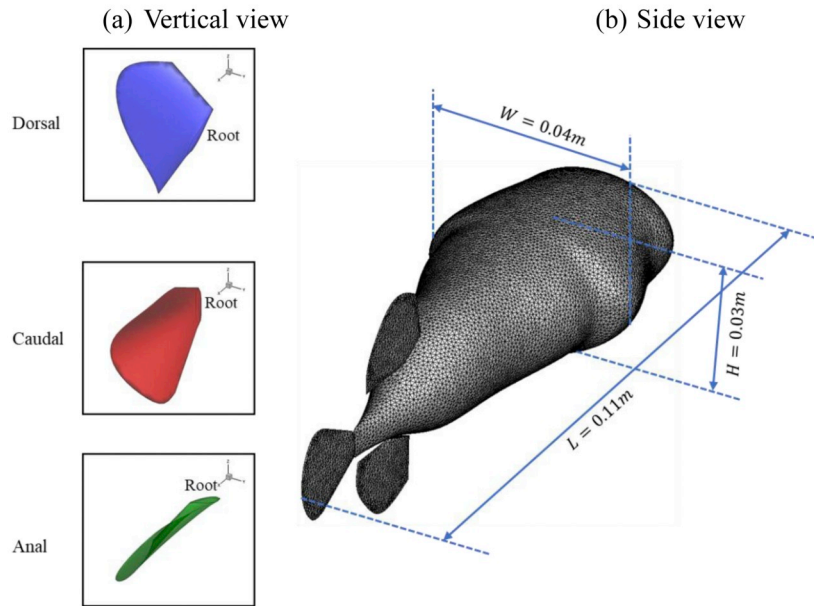 (a) Vertical view
(b) Side view
Dorsal
Root
Caudal
Root
Anal
Root
W = 0.04m
H = 0.03m
L = 0.11m